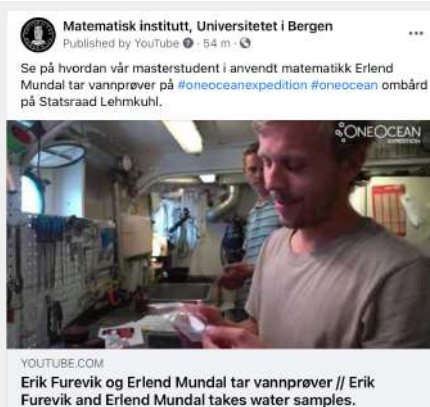 Matematisk institutt, Universitetet i Bergen
Published by YouTube · 54 m ·
Se på hvordan vår masterstudent i anvendt matematikk Erlend
Mundal tar vannprøver på #oneoceanexpedition #oneocean ombård
på Statsraad Lehmkuhl.
ONEOCEAN
EXPEDITION
YOUTUBE.COM
Erik Furevik og Erlend Mundal tar vannprøver // Erik
Furevik and Erlend Mundal takes water samples.